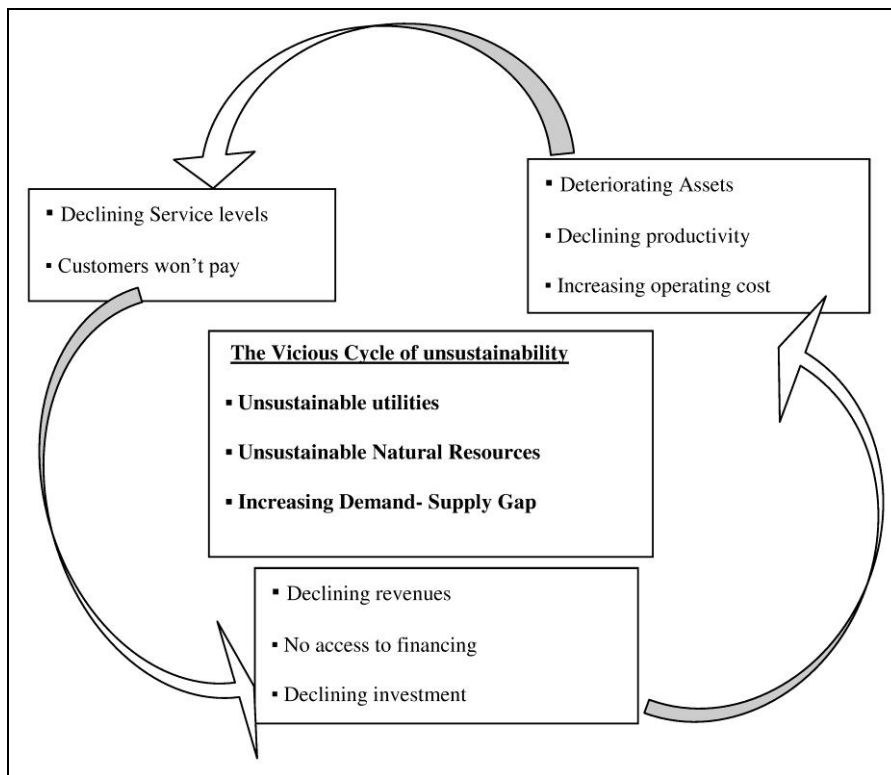 ▪ Declining Service levels
▪ Customers won’t pay
▪ Deteriorating Assets
▪ Declining productivity
▪ Increasing operating cost
The Vicious Cycle of unsustainability
▪ Unsustainable utilities
▪ Unsustainable Natural Resources
▪ Increasing Demand- Supply Gap
▪ Declining revenues
▪ No access to financing
▪ Declining investment